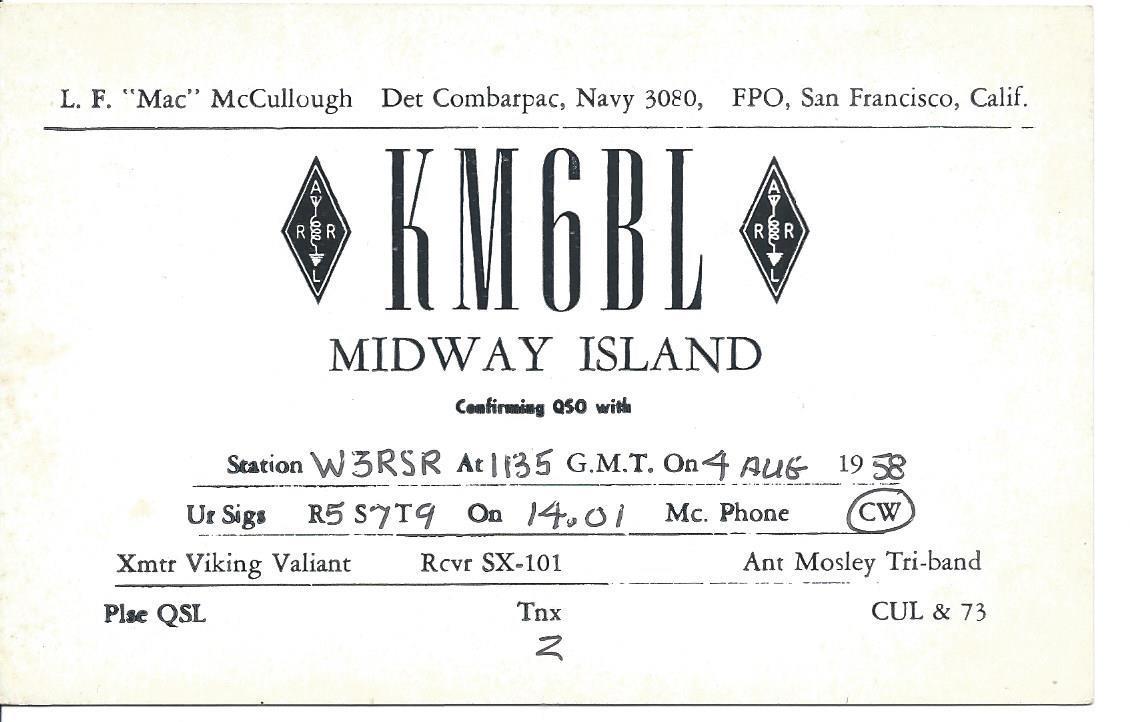 L. F. "Mac" McCullough Det Combarpac, Navy 3080, FPO, San Francisco, Calif.
A R R L KM6BL A R R L
MIDWAY ISLAND
Confirming QSO with
Station W3RSR At 1135 G.M.T. On 4 AUG 1958
Ur Sigs R5 S7 T9 On 14.01 Mc. Phone CW
Xmtr Viking Valiant Rcvr SX-101 Ant Mosley Tri-band
Plse QSL Tnx CUL & 73
Z